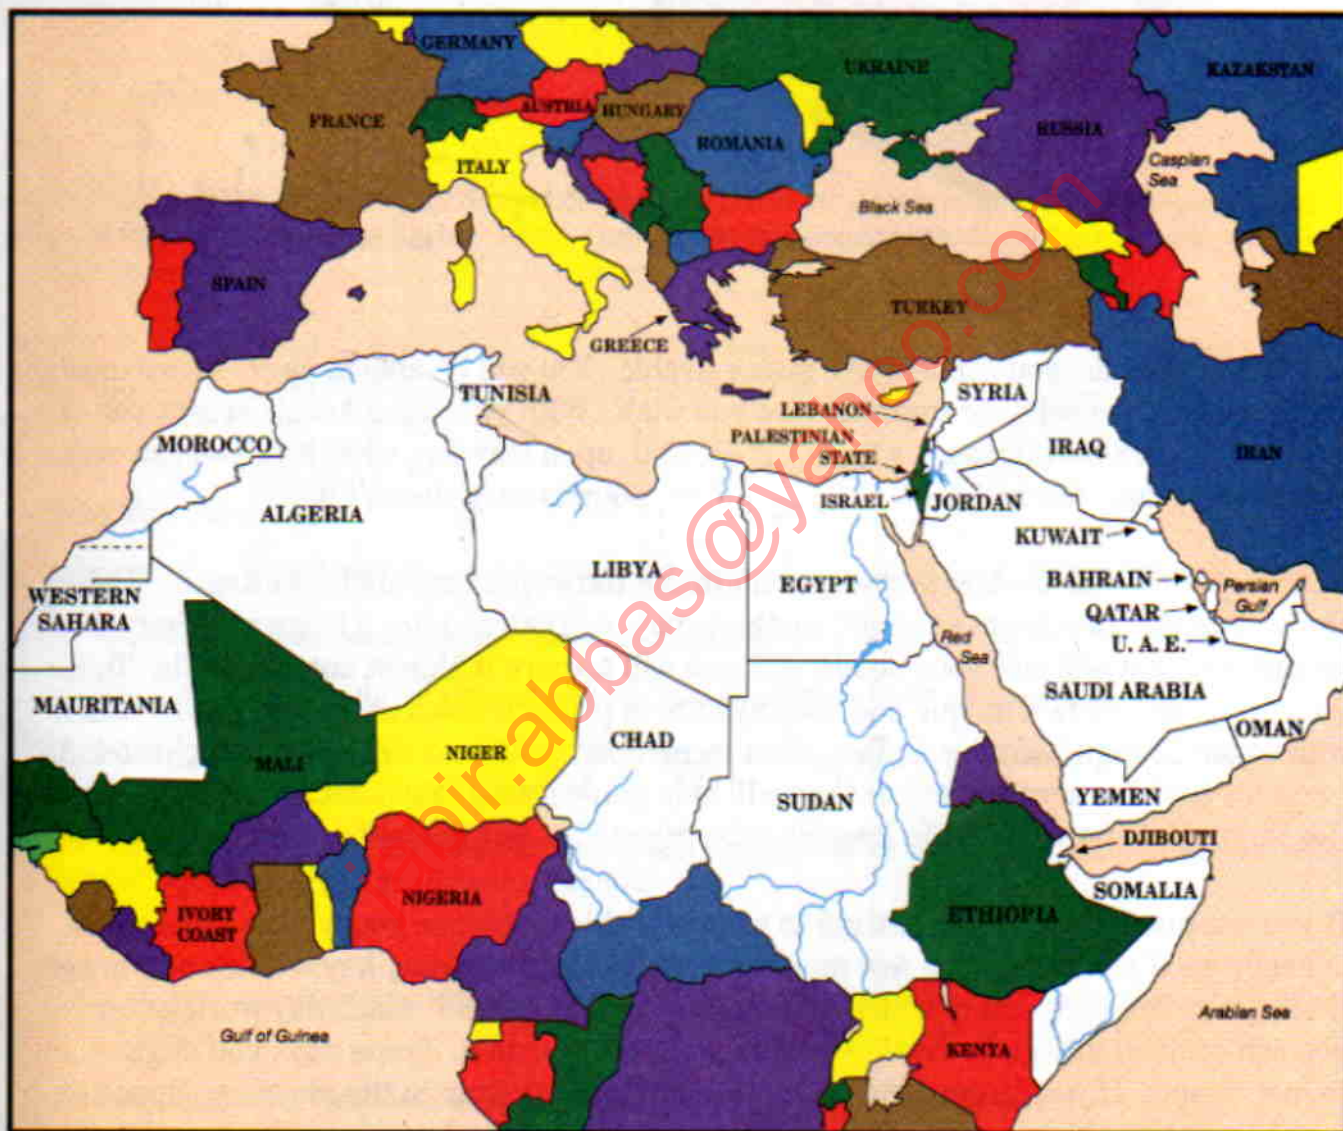 GERMANY
UKRAINE
KAZAKSTAN
FRANCE
AUSTRIA
HUNGARY
ROMANIA
RUSSIA
ITALY
Caspian
Sea
Black Sea
SPAIN
TURKEY
GREECE
TUNISIA
SYRIA
LEBANON
MOROCCO
PALESTINIAN
STATE
IRAQ
IRAN
ISRAEL
JORDAN
ALGERIA
KUWAIT
LIBYA
EGYPT
BAHRAIN
Persian
Gulf
WESTERN
SAHARA
QATAR
U. A. E.
Red
Sea
SAUDI ARABIA
MAURITANIA
OMAN
NIGER
CHAD
MALI
SUDAN
YEMEN
DJIBOUTI
SOMALIA
NIGERIA
IVORY
COAST
ETHIOPIA
Gulf of Guinea
Arabian Sea
KENYA
abir.abbas@yahoo.com